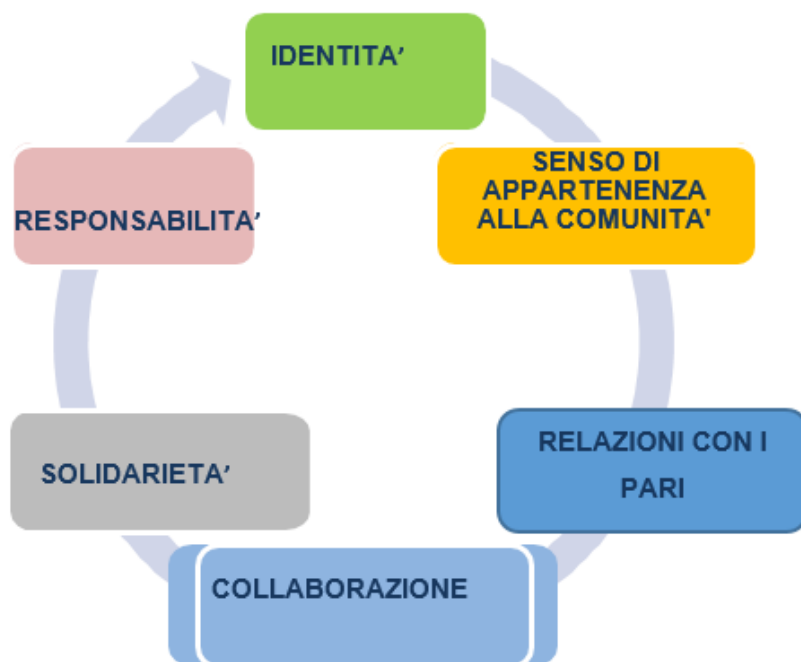 IDENTITA’
SENSO DI
APPARTENENZA
ALLA COMUNITA'
RELAZIONI CON I
PARI
COLLABORAZIONE
SOLIDARIETA’
RESPONSABILITA’